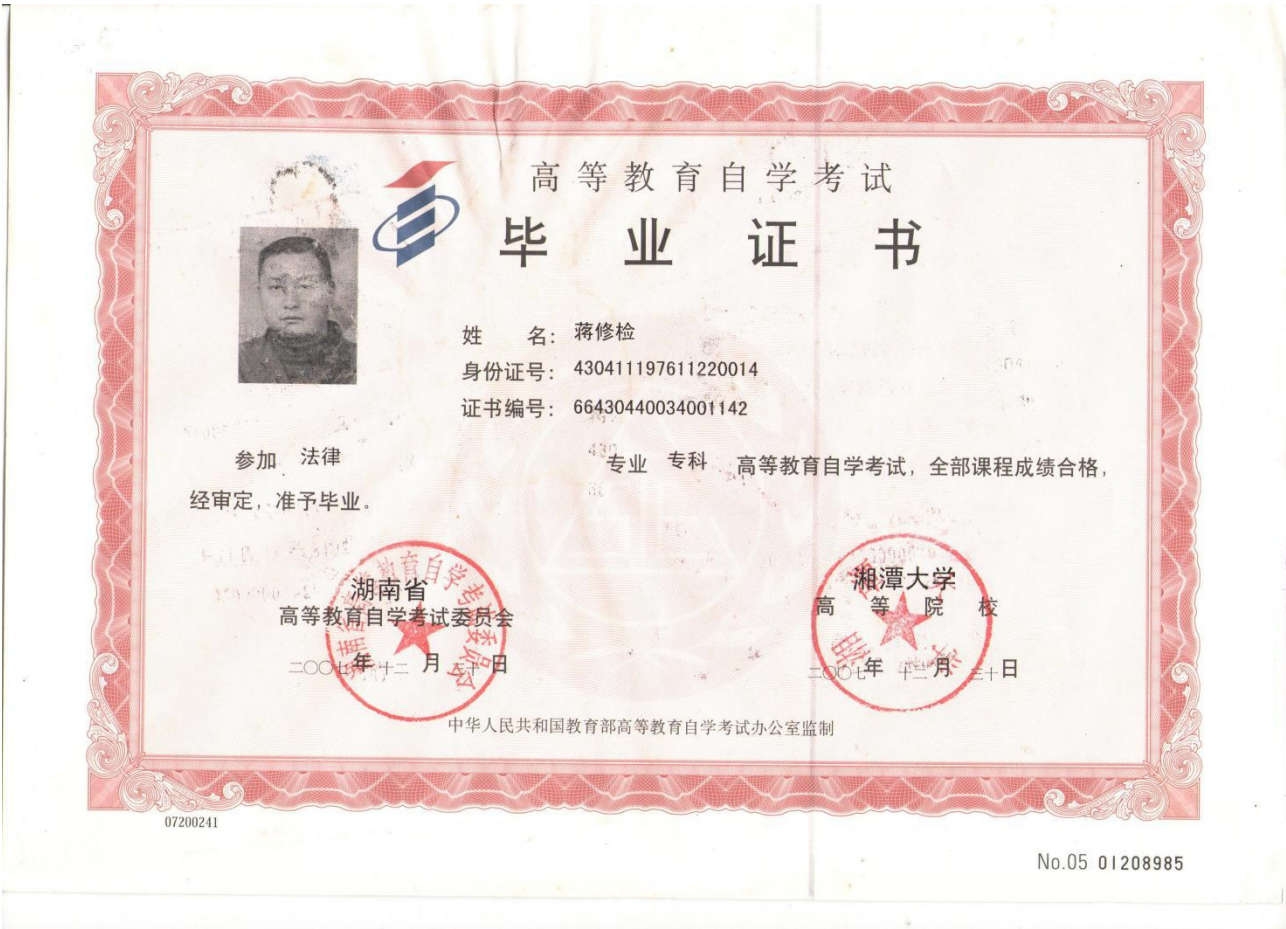 高等教育自学考试
毕业证书
姓 名: 蒋修检
身份证号: 430411197611220014
证书编号: 66430440034001142
参加 法律 专业 专科 高等教育自学考试, 全部课程成绩合格,
经审定, 准予毕业。
湖南省
高等教育自学考试委员会
二〇〇七年 十二 月 三十 日
湘潭大学
高 等 院 校
二〇〇七年 十二 月 三十 日
中华人民共和国教育部高等教育自学考试办公室监制
07200241
No.05 01208985